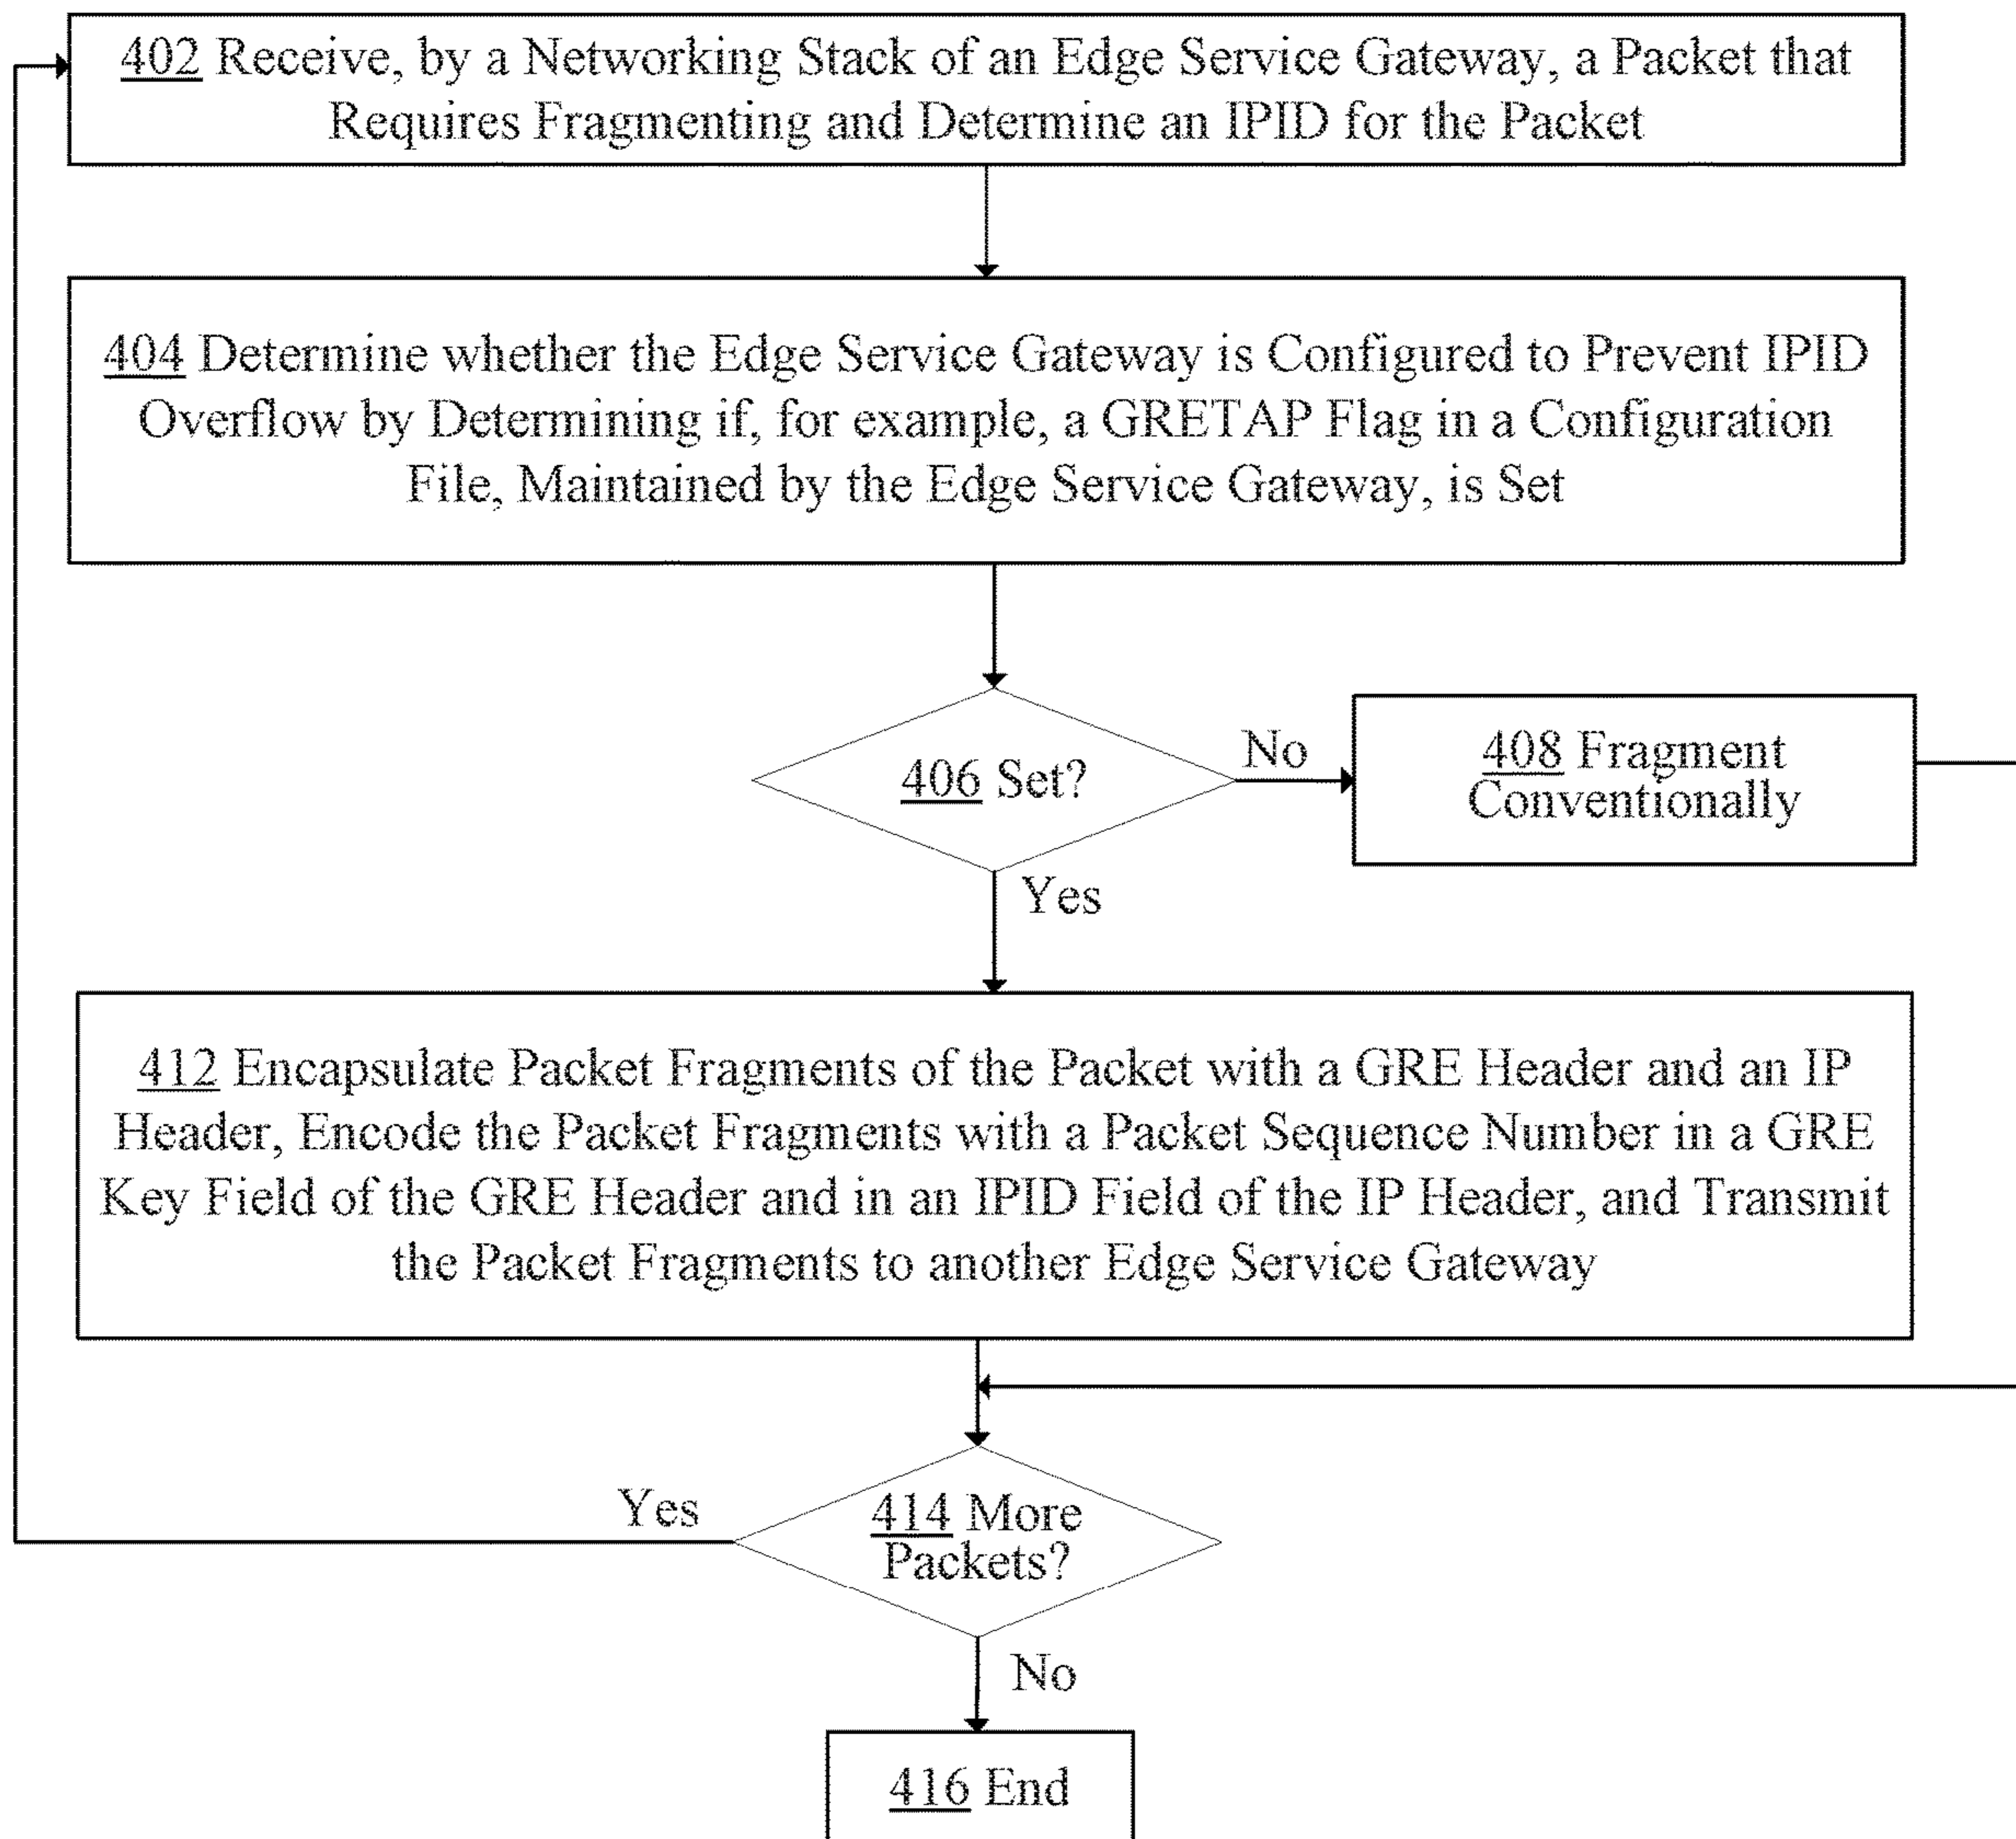 402 Receive, by a Networking Stack of an Edge Service Gateway, a Packet that
Requires Fragmenting and Determine an IPID for the Packet
404 Determine whether the Edge Service Gateway is Configured to Prevent IPID
Overflow by Determining if, for example, a GRETAP Flag in a Configuration
File, Maintained by the Edge Service Gateway, is Set
406 Set?
No
408 Fragment
Conventionally
Yes
412 Encapsulate Packet Fragments of the Packet with a GRE Header and an IP
Header, Encode the Packet Fragments with a Packet Sequence Number in a GRE
Key Field of the GRE Header and in an IPID Field of the IP Header, and Transmit
the Packet Fragments to another Edge Service Gateway
Yes
414 More
Packets?
No
416 End